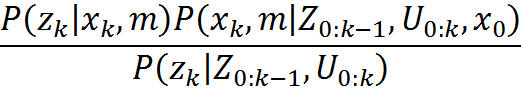 P(z_k|x_k, m)P(x_k, m|Z_{0:k-1}, U_{0:k}, x_0)
P(z_k|Z_{0:k-1}, U_{0:k})